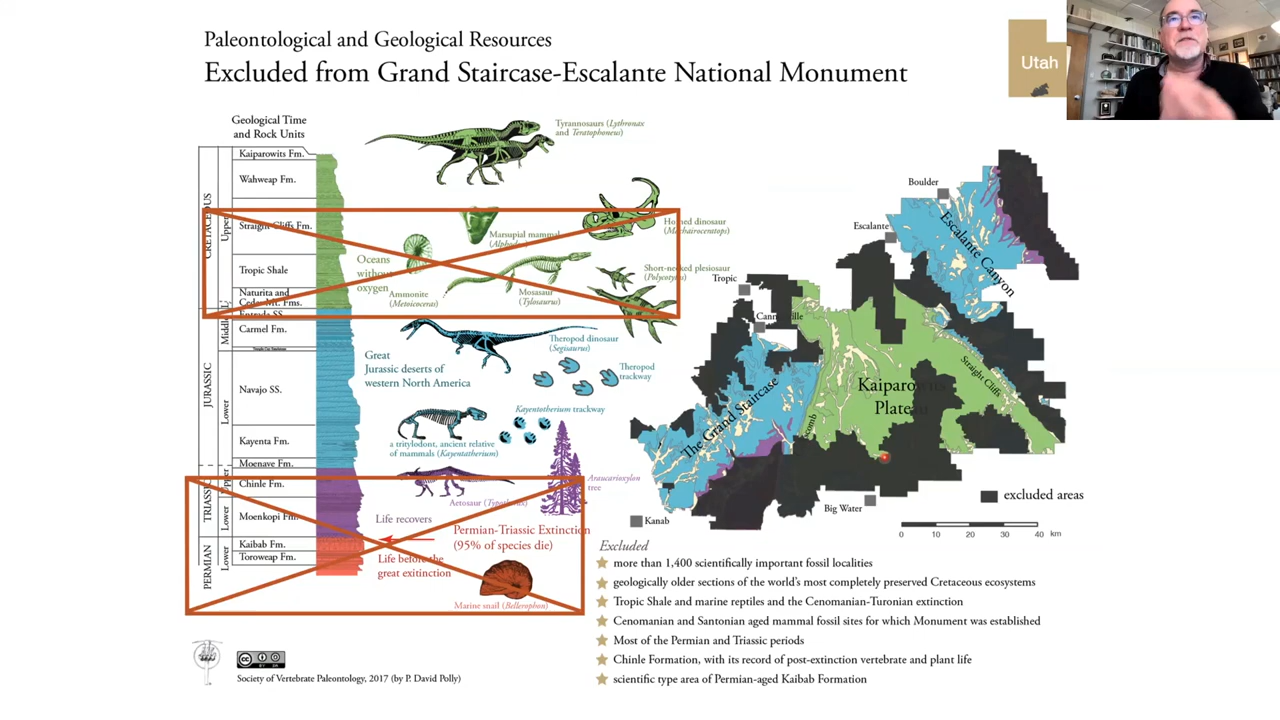 Paleontological and Geological Resources
Excluded from Grand Staircase-Escalante National Monument
Utah
Geological Time
and Rock Units
Kaiparowits Fm.
Wahweap Fm.
Straight Cliffs Fm.
Tropic Shale
Naturita and
Cedar Mt. Fms.
Entrada SS.
Carmel Fm.
Navajo SS.
Kayenta Fm.
Moenave Fm.
Chinle Fm.
Moenkopi Fm.
Kaibab Fm.
Toroweap Fm.
CRETACEOUS
Upper
L
JURASSIC
Middle
Lower
TRIASSIC
Upper
Lower
PERMIAN
Lower
Tyrannosaurs (Lythronax
and Teratophoneus)
Horned dinosaur
(Machairoceratops)
Marsupial mammal
(Alphadon)
Oceans
without
oxygen
Ammonite
(Metoicoceras)
Mosasaur
(Tylosaurus)
Short-necked plesiosaur
(Polycotylus)
Theropod dinosaur
(Segisaurus)
Great
Jurassic deserts of
western North America
Theropod
trackway
Kayentotherium trackway
a tritylodont, ancient relative
of mammals (Kayentatherium)
Araucarioxylon
tree
Aetosaur (Typothorax)
Life recovers
Permian-Triassic Extinction
(95% of species die)
Life before the
great exitinction
Marine snail (Bellerophon)
Boulder
Escalante
Escalante Canyon
Tropic
Cannonville
Straight Cliffs
Kaiparowits
Plateau
The Grand Staircase
comb
Big Water
Kanab
excluded areas
0 10 20 30 40 km
Excluded
more than 1,400 scientifically important fossil localities
geologically older sections of the world's most completely preserved Cretaceous ecosystems
Tropic Shale and marine reptiles and the Cenomanian-Turonian extinction
Cenomanian and Santonian aged mammal fossil sites for which Monument was established
Most of the Permian and Triassic periods
Chinle Formation, with its record of post-extinction vertebrate and plant life
scientific type area of Permian-aged Kaibab Formation
cc
BY
Society of Vertebrate Paleontology, 2017 (by P. David Polly)